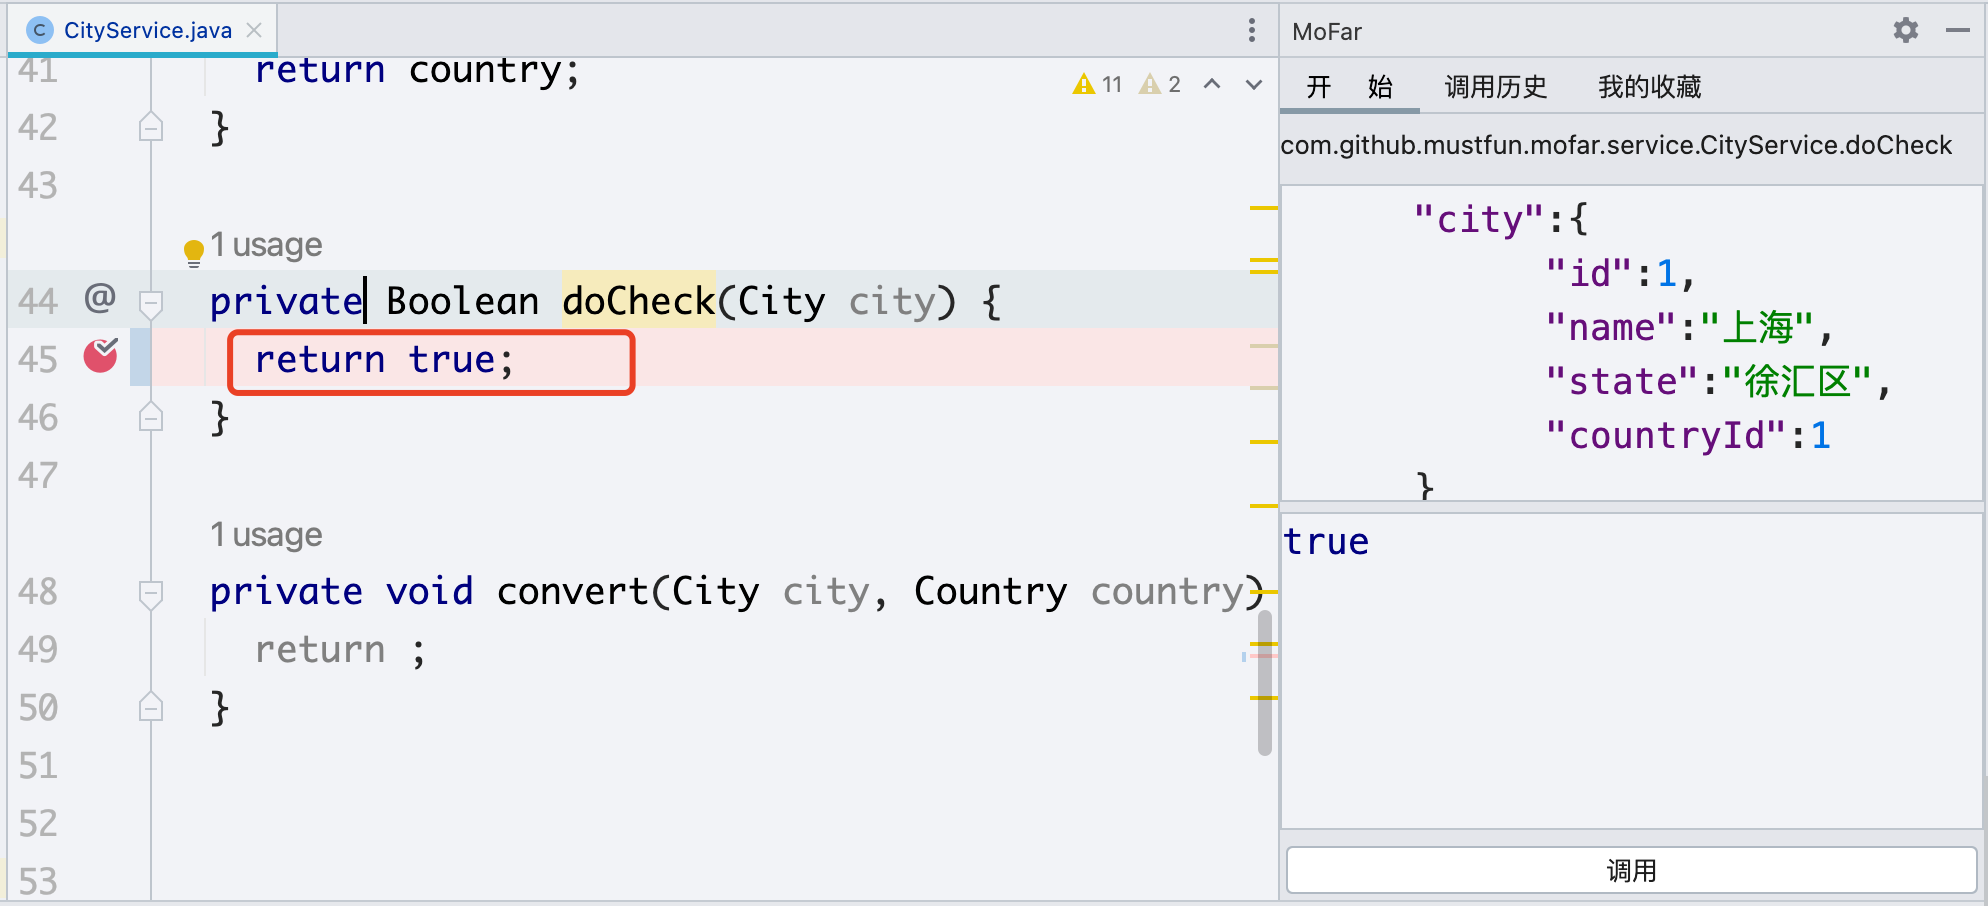 CityService.java
11 2
41 return country;
42 }
43
1 usage
44 @ private Boolean doCheck(City city) {
45 return true;
46 }
47
1 usage
48 private void convert(City city, Country country)
49 return ;
50 }
51
52
53
MoFar
开 始 调用历史 我的收藏
com.github.mustfun.mofar.service.CityService.doCheck
"city":{
"id":1,
"name":"上海",
"state":"徐汇区",
"countryId":1
}
true
调用